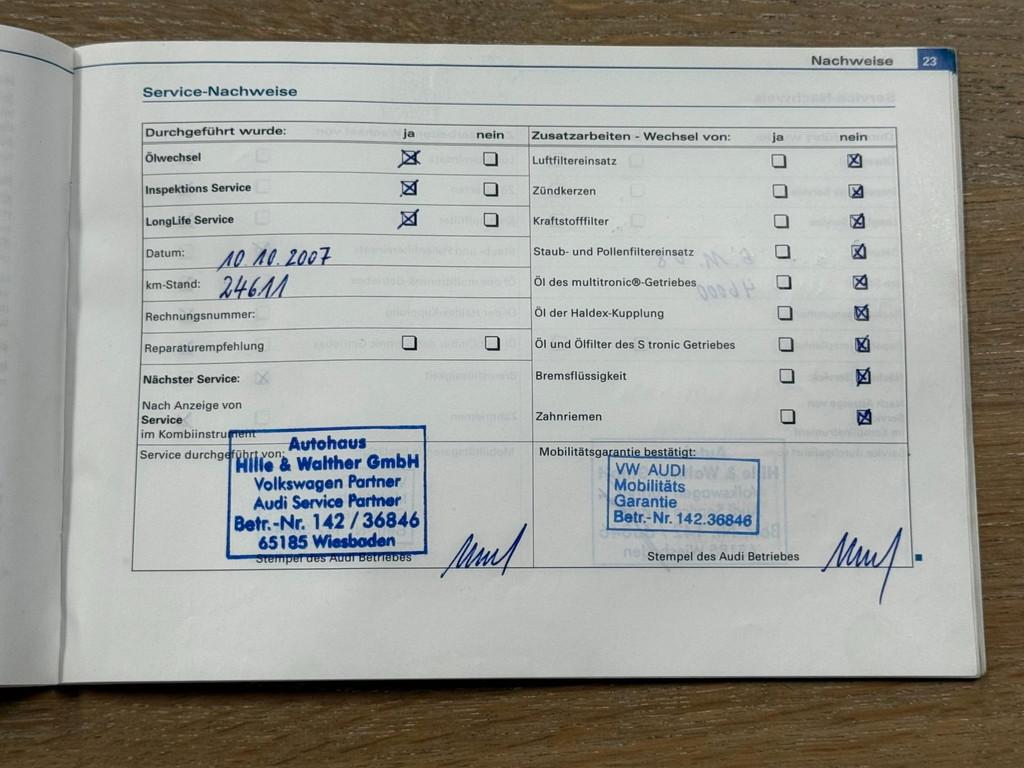 Nachweise 23
Service-Nachweise
Durchgeführt wurde: ja nein
Ölwechsel
Inspektions Service
LongLife Service
Datum: 10.10.2007
km-Stand: 24611
Rechnungsnummer:
Reparaturempfehlung
Nächster Service:
Nach Anzeige von
Service
im Kombiinstrument
Service durchgeführt von:
Autohaus
Hille & Walther GmbH
Volkswagen Partner
Audi Service Partner
Betr.-Nr. 142 / 36846
65185 Wiesbaden
Stempel des Audi Betriebes
Zusatzarbeiten - Wechsel von: ja nein
Luftfiltereinsatz
Zündkerzen
Kraftstofffilter
Staub- und Pollenfiltereinsatz
Öl des multitronic®-Getriebes
Öl der Haldex-Kupplung
Öl und Ölfilter des S tronic Getriebes
Bremsflüssigkeit
Zahnriemen
Mobilitätsgarantie bestätigt:
VW AUDI
Mobilitäts
Garantie
Betr.-Nr. 142.36846
Stempel des Audi Betriebes